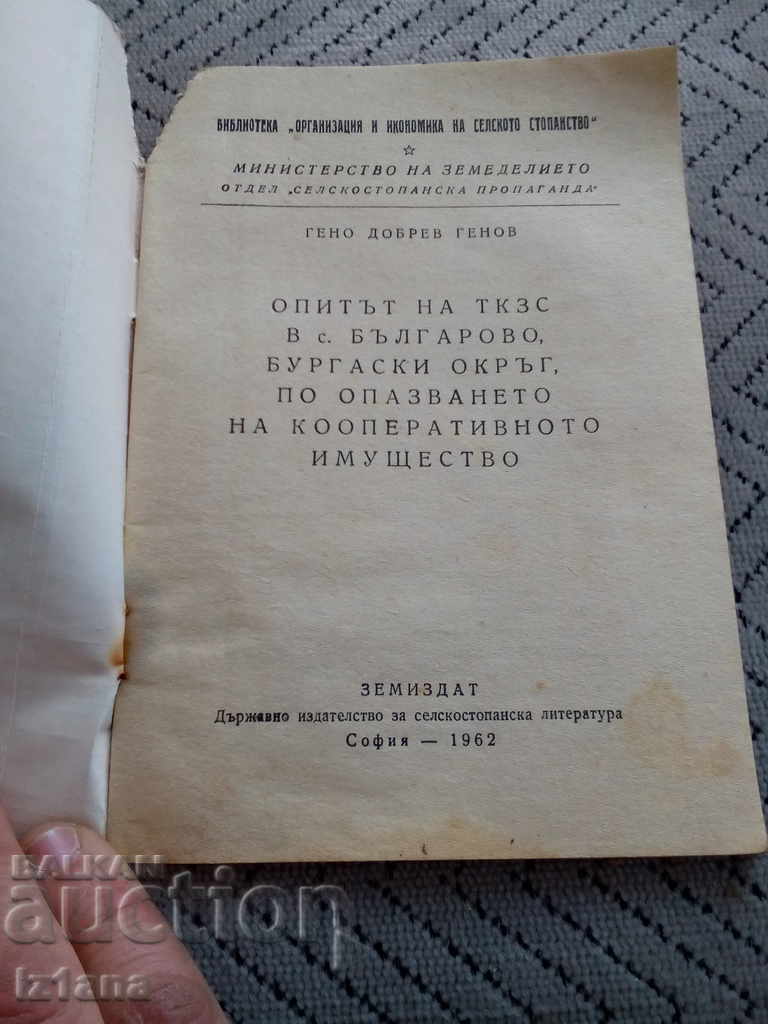 БИБЛИОТЕКА „ОРГАНИЗАЦИЯ И ИКОНОМИКА НА СЕЛСКОТО СТОПАНСТВО“
МИНИСТЕРСТВО НА ЗЕМЕДЕЛИЕТО
ОТДЕЛ „СЕЛСКОСТОПАНСКА ПРОПАГАНДА“
ГЕНО ДОБРЕВ ГЕНОВ
ОПИТЪТ НА ТКЗС
В с. БЪЛГАРОВО,
БУРГАСКИ ОКРЪГ,
ПО ОПАЗВАНЕТО
НА КООПЕРАТИВНОТО
ИМУЩЕСТВО
ЗЕМИЗДАТ
Държавно издателство за селскостопанска литература
София — 1962
BALKAN
auction
iz1ana